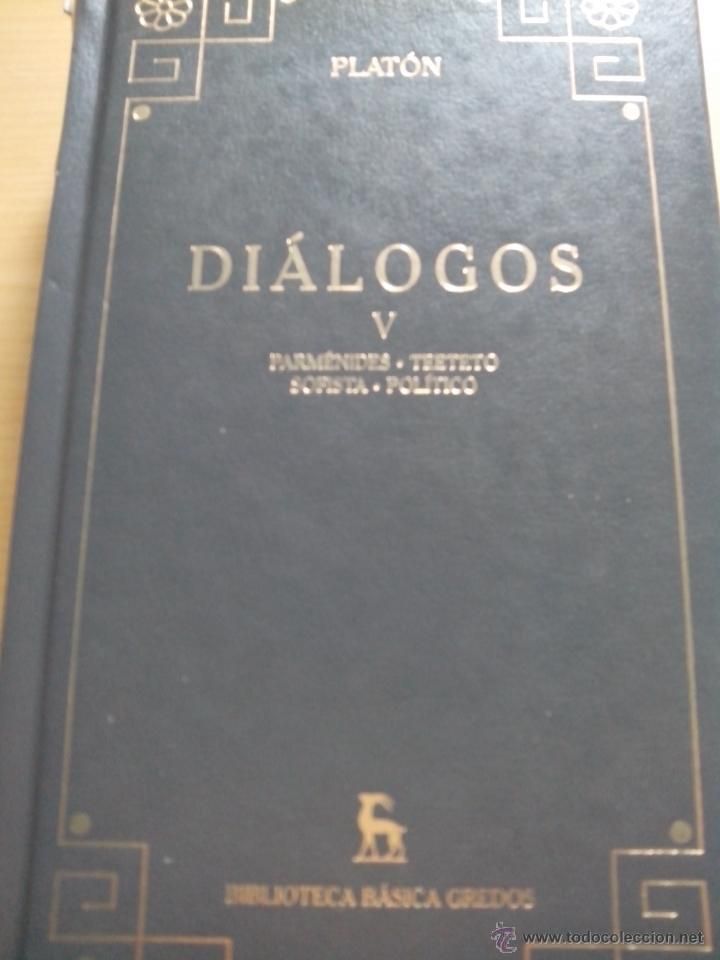 PLATÓN
DIÁLOGOS
V
PARMÉNIDES • TEETETO
SOFISTA • POLÍTICO
BIBLIOTECA BÁSICA GREDOS
© www.todocoleccion.net